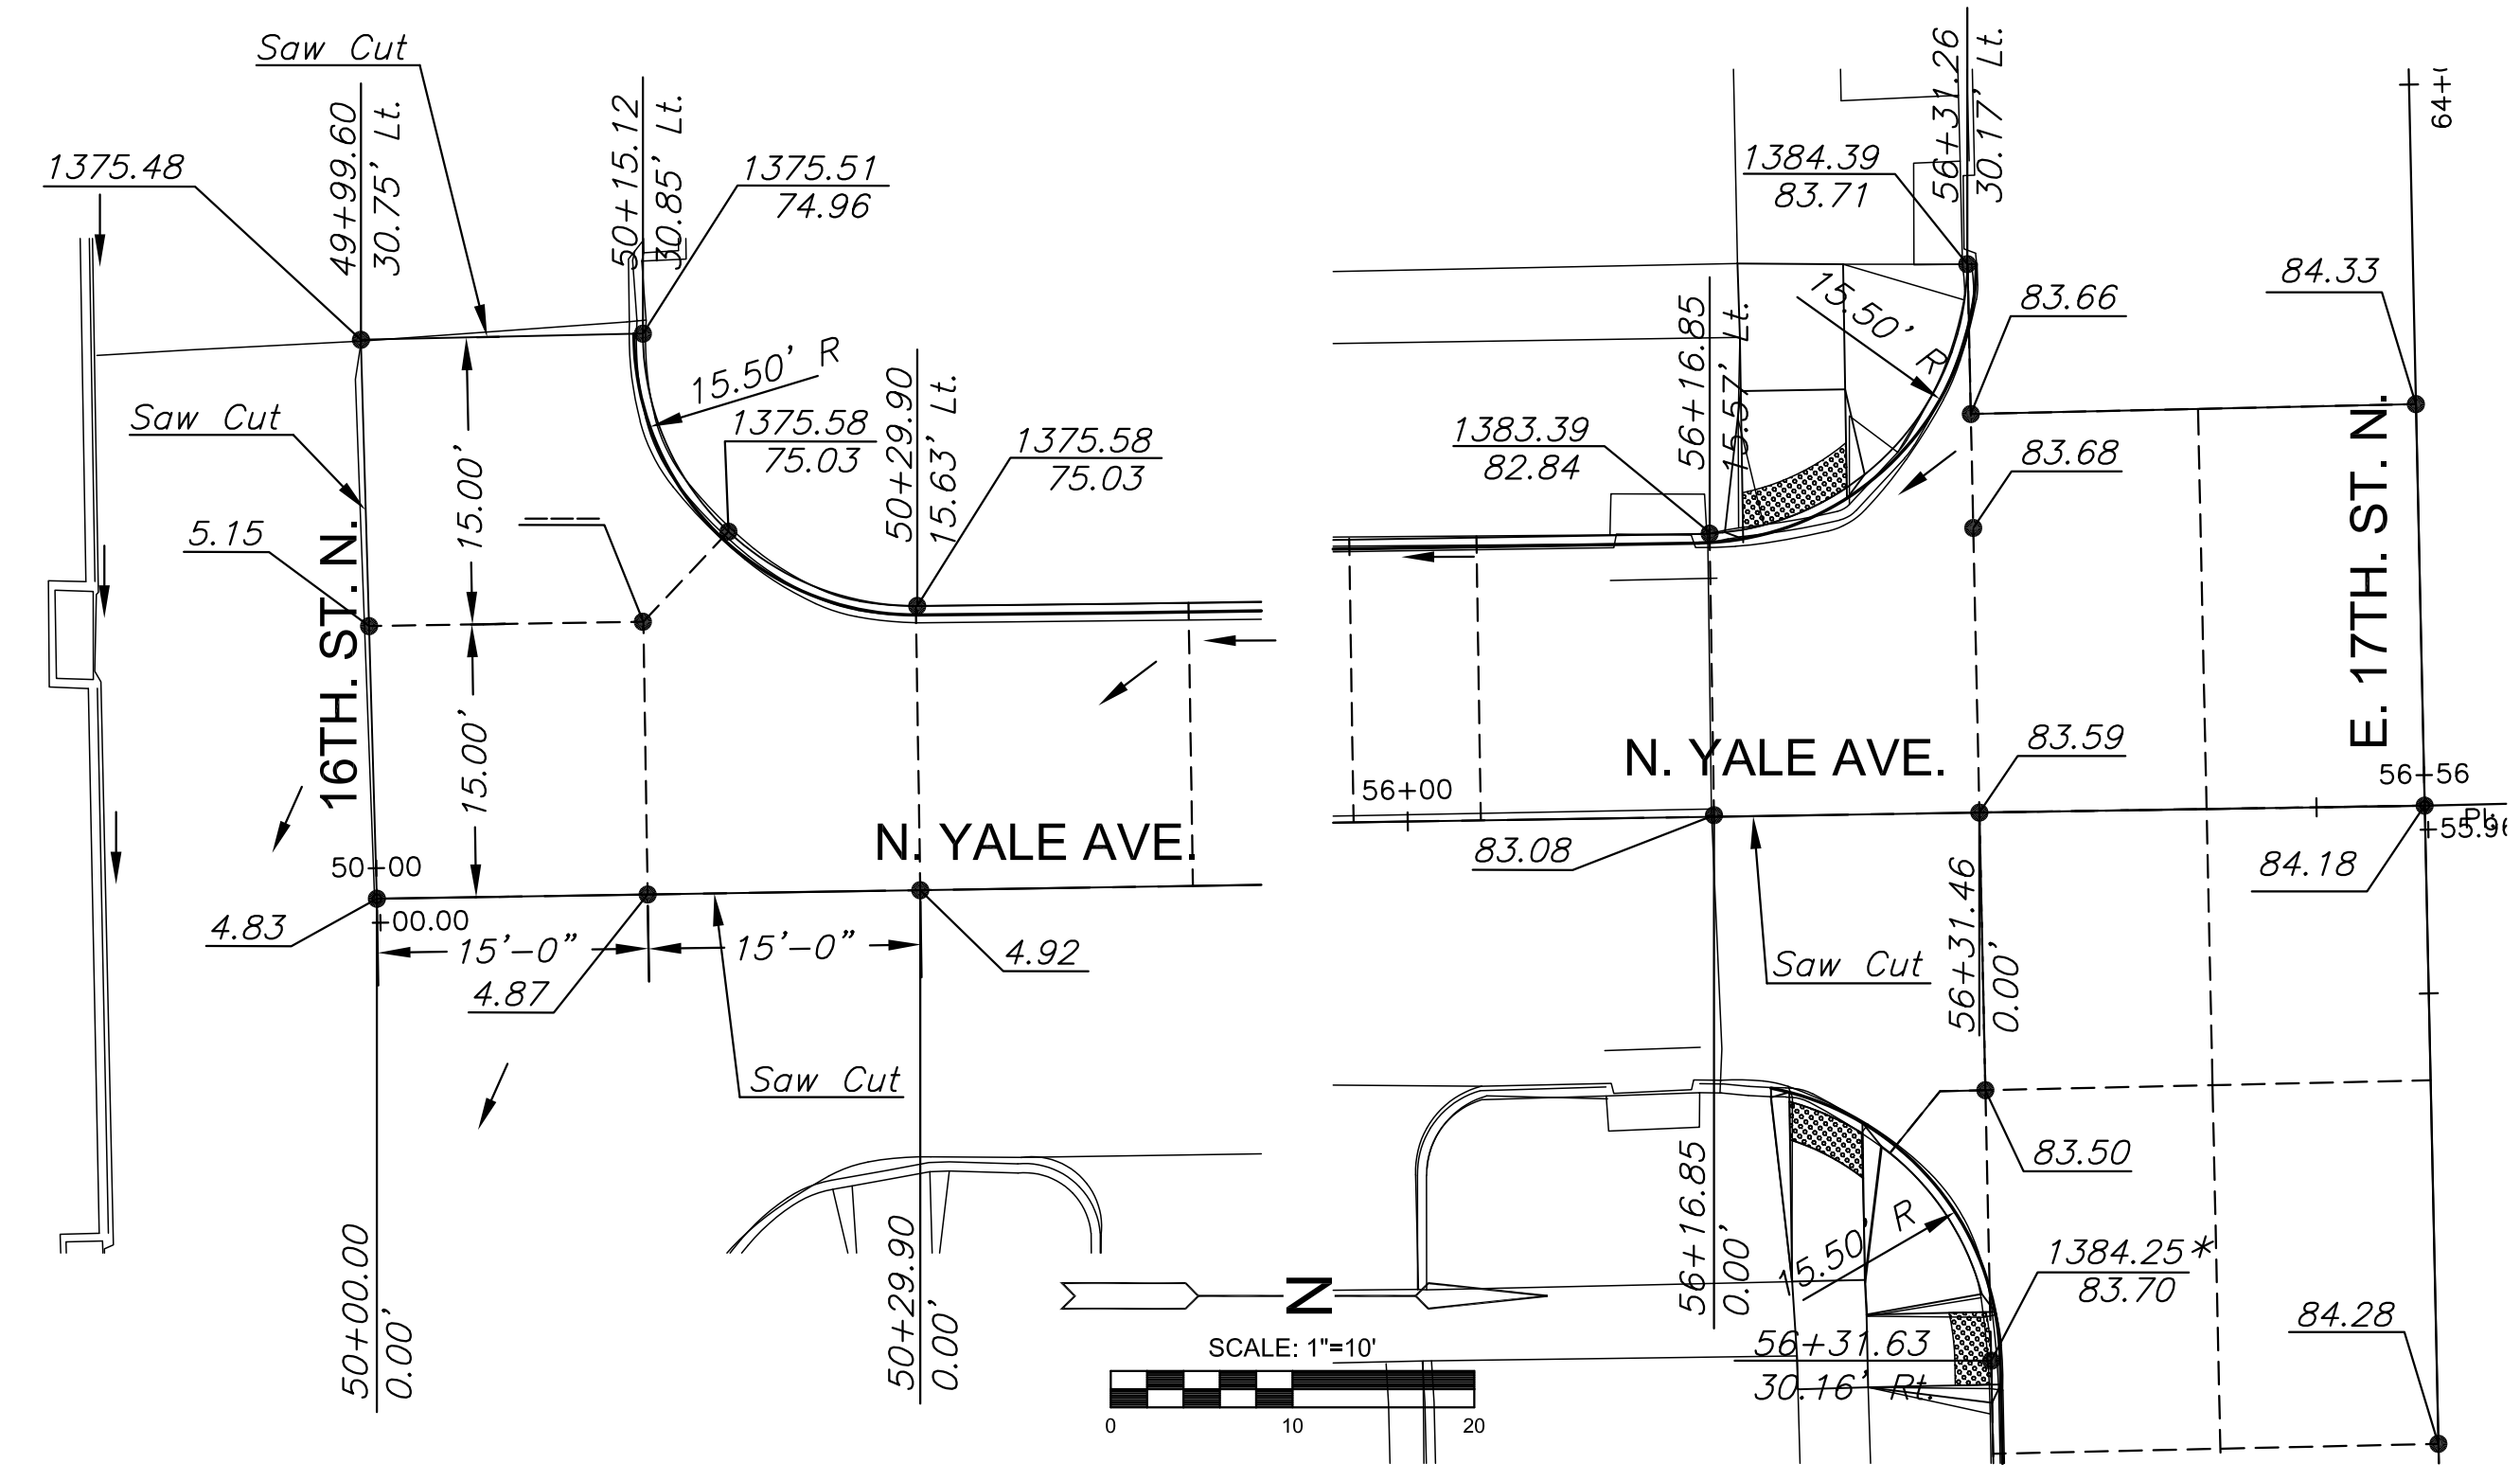 Saw Cut
1375.48
49+99.60
30.75' Lt.
50+15.12
30.85' Lt.
1375.51
74.96
Saw Cut
15.50' R
1375.58
75.03
50+29.90
15.63' Lt.
1375.58
75.03
5.15
15.00'
16TH. ST. N.
15.00'
50+00
+00.00
4.83
15'-0"
15'-0"
4.87
4.92
N. YALE AVE.
Saw Cut
50+00.00
0.00'
50+29.90
0.00'
56+31.26
30.17' Lt.
64+
1384.39
83.71
15.50' R
83.66
84.33
56+16.85
15.57' Lt.
1383.39
82.84
83.68
E. 17TH. ST. N.
N. YALE AVE.
83.59
56+00
56+56
PI:
+55.96
83.08
84.18
Saw Cut
56+31.46
0.00'
83.50
56+16.85
0.00'
15.50' R
1384.25*
83.70
56+31.63
30.16' Rt.
84.28
N
SCALE: 1"=10'
0 10 20